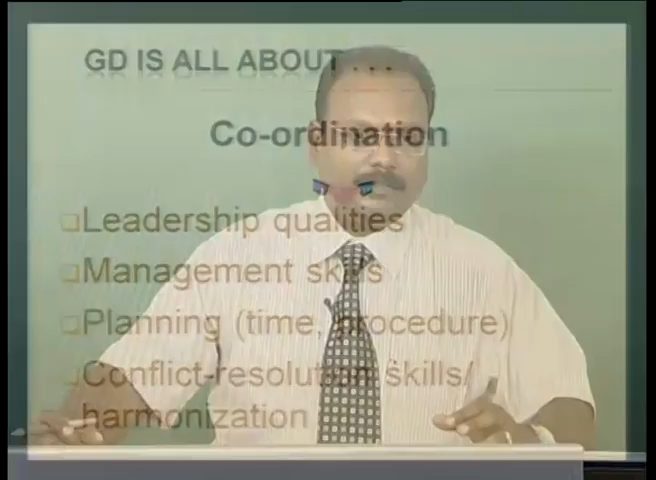 GD IS ALL ABOUT . . .
Co-ordination
Leadership qualities
Management skills
Planning (time, procedure)
Conflict-resolution skills/
harmonization